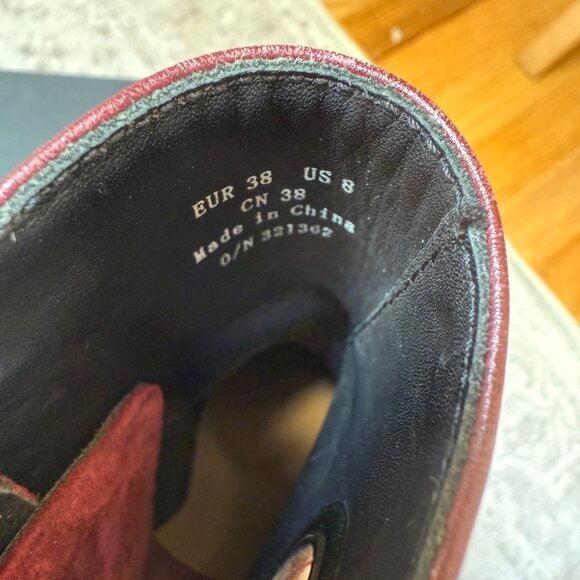 EUR 38 US 8
CN 38
Made in China
O/N 321362